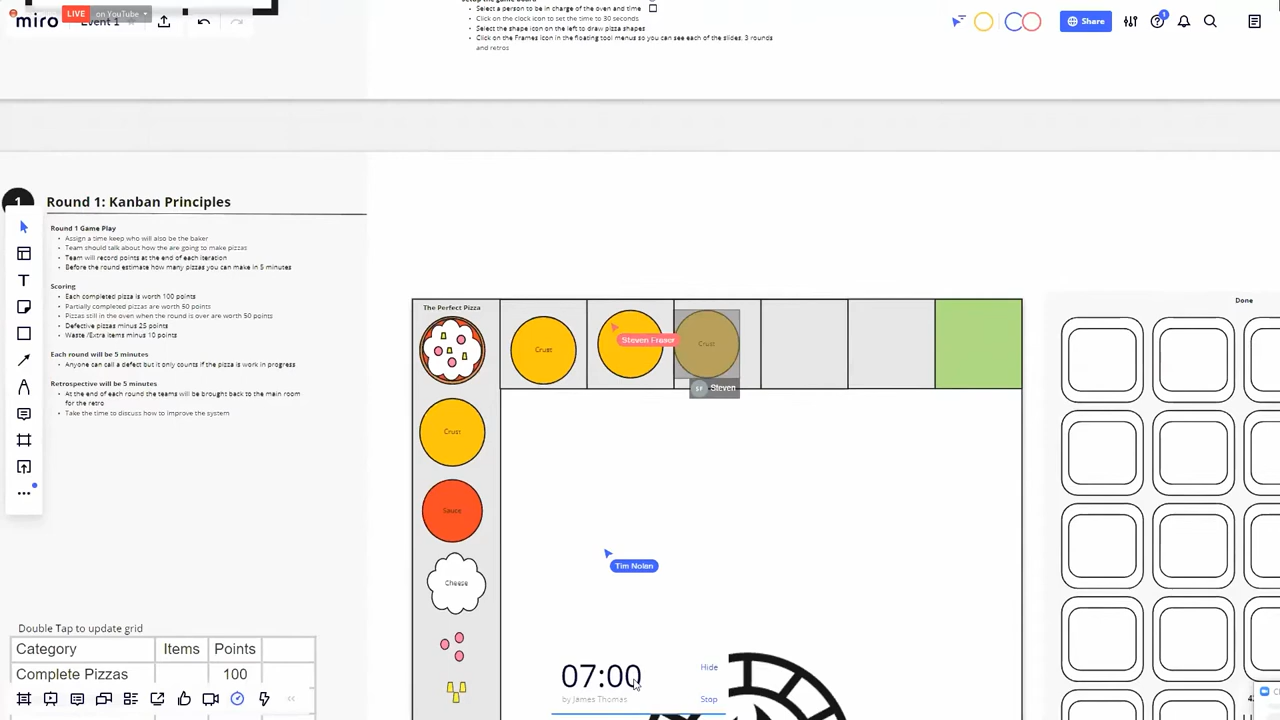 Setup the game board
Select a person to be in charge of the oven and time
Click on the clock icon to set the time to 30 seconds
Select the shape icon on the left to draw pizza shapes
Click on the Frames icon in the floating tool menus so you can see each of the slides. 3 rounds
and retros
LIVE on YouTube
miro
Event 1
Share
1
1
Round 1: Kanban Principles
Round 1 Game Play
Assign a time keep who will also be the baker
Team should talk about how the are going to make pizzas
Team will record points at the end of each iteration
Before the round estimate how many pizzas you can make in 5 minutes
Scoring
Each completed pizza is worth 100 points
Partially completed pizzas are worth 50 points
Pizzas still in the oven when the round is over are worth 50 points
Defective pizzas minus 25 points
Waste /Extra items minus 10 points
Each round will be 5 minutes
Anyone can call a defect but it only counts if the pizza is work in progress
Retrospective will be 5 minutes
At the end of each round the teams will be brought back to the main room
for the retro
Take the time to discuss how to improve the system
The Perfect Pizza
Crust
Steven Fraser
Crust
SF Steven
Done
Crust
Sauce
Tim Nolan
Cheese
Double Tap to update grid
Category Items Points
Complete Pizzas 100
07:00
Hide
by James Thomas
Stop